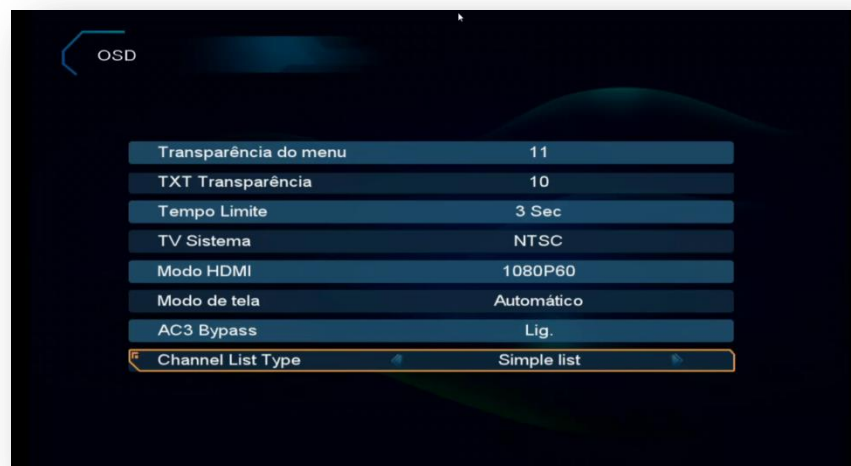 OSD
Transparência do menu 11
TXT Transparência 10
Tempo Limite 3 Sec
TV Sistema NTSC
Modo HDMI 1080P60
Modo de tela Automático
AC3 Bypass Lig.
Channel List Type Simple list